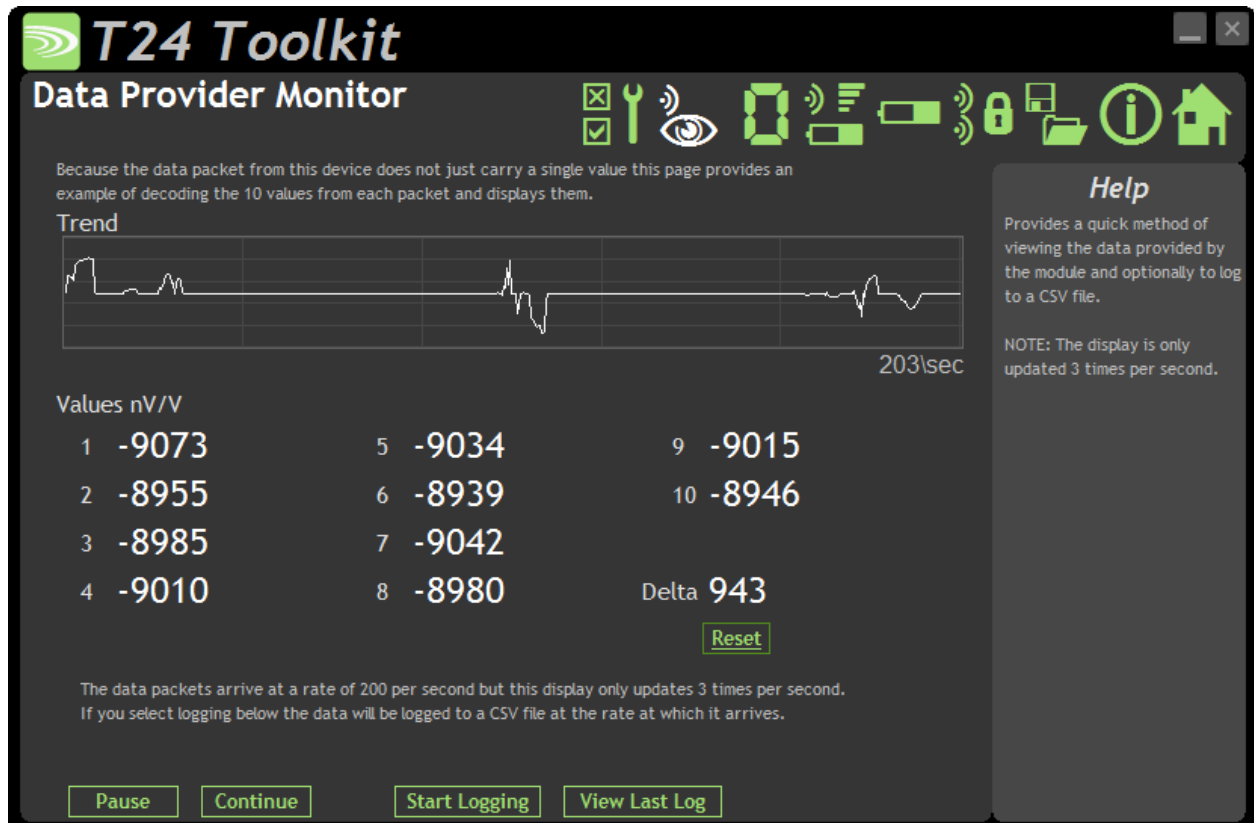 T24 Toolkit
Data Provider Monitor
Because the data packet from this device does not just carry a single value this page provides an
example of decoding the 10 values from each packet and displays them.
Trend
203\sec
Values nV/V
1 -9073
2 -8955
3 -8985
4 -9010
5 -9034
6 -8939
7 -9042
8 -8980
9 -9015
10 -8946
Delta 943
Reset
The data packets arrive at a rate of 200 per second but this display only updates 3 times per second.
If you select logging below the data will be logged to a CSV file at the rate at which it arrives.
Pause
Continue
Start Logging
View Last Log
Help
Provides a quick method of
viewing the data provided by
the module and optionally to log
to a CSV file.
NOTE: The display is only
updated 3 times per second.